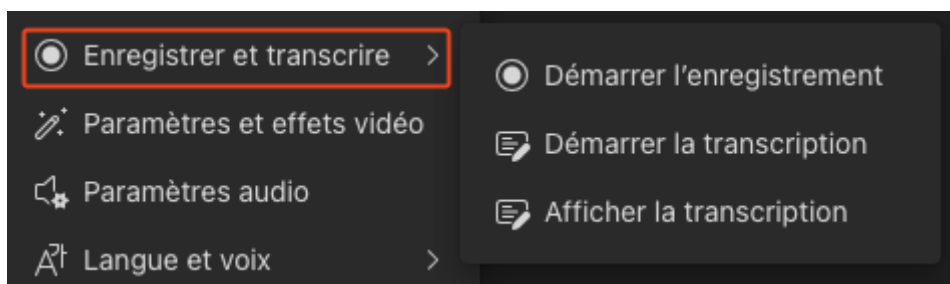 Enregistrer et transcrire
Paramètres et effets vidéo
Paramètres audio
Langue et voix
Démarrer l’enregistrement
Démarrer la transcription
Afficher la transcription